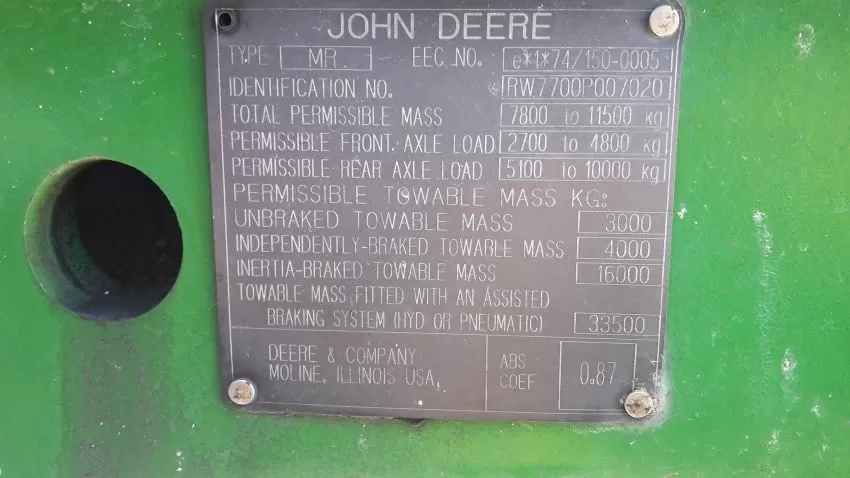 JOHN DEERE
TYPE MR EEC. NO. e*1*74/150-0005
IDENTIFICATION NO. RW7700P007020
TOTAL PERMISSIBLE MASS 7800 to 11500 kg
PERMISSIBLE FRONT. AXLE LOAD 2700 to 4800 kg
PERMISSIBLE REAR AXLE LOAD 5100 to 10000 kg
PERMISSIBLE TOWABLE MASS KG:
UNBRAKED TOWABLE MASS 3000
INDEPENDENTLY-BRAKED TOWABLE MASS 4000
INERTIA-BRAKED TOWABLE MASS 16000
TOWABLE MASS FITTED WITH AN ASSISTED
BRAKING SYSTEM (HYD OR PNEUMATIC) 33500
DEERE & COMPANY
MOLINE, ILLINOIS USA.
ABS
COEF
0.87